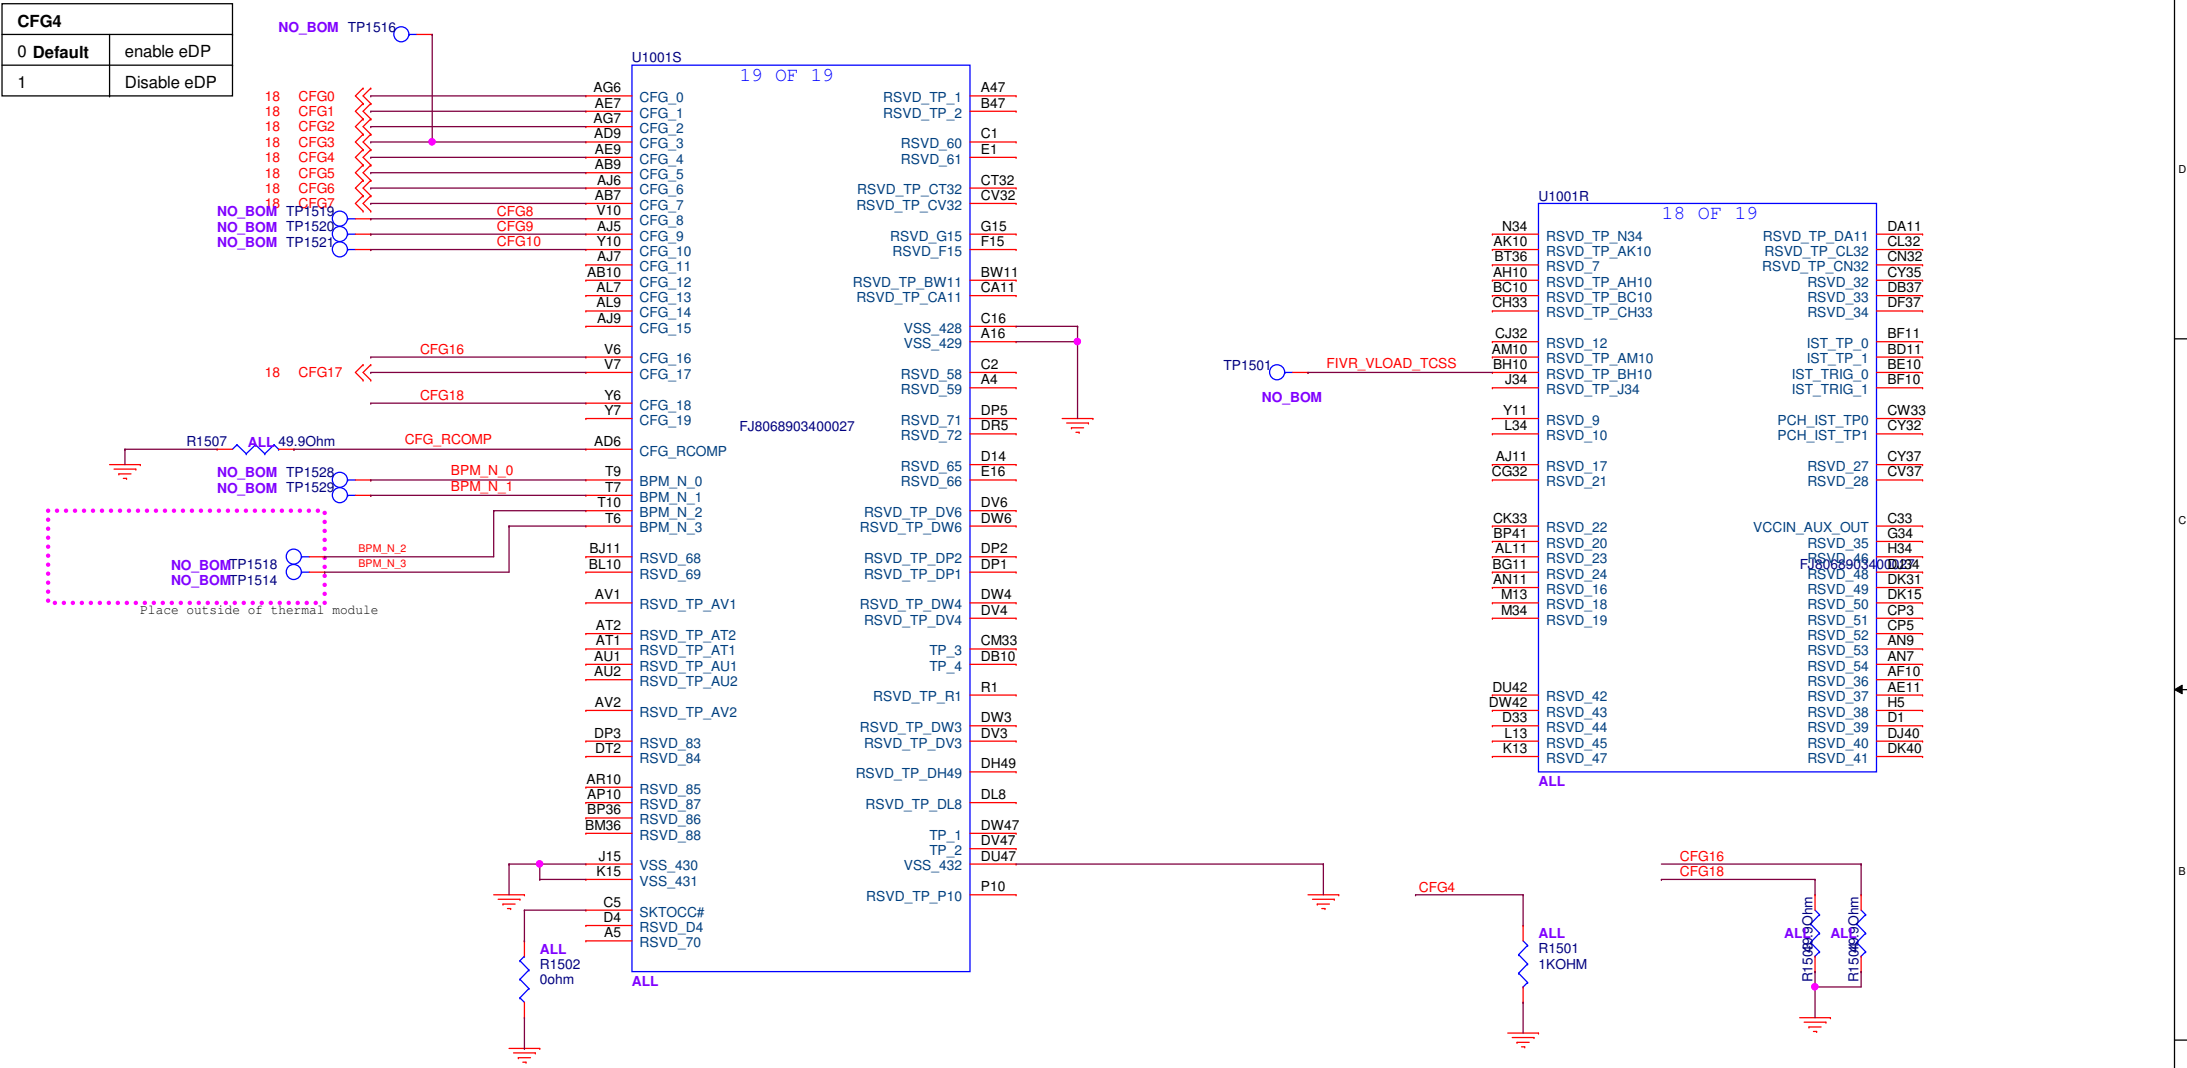 CFG4
0 Default enable eDP
1 Disable eDP
NO_BOM TP1516
18 CFG0
18 CFG1
18 CFG2
18 CFG3
18 CFG4
18 CFG5
18 CFG6
18 CFG7
NO_BOM TP1519 CFG8
NO_BOM TP1520 CFG9
NO_BOM TP1521 CFG10
CFG16
18 CFG17
CFG18
R1507 ALL 49.9Ohm CFG_RCOMP
NO_BOM TP1528 BPM_N_0
NO_BOM TP1529 BPM_N_1
BPM_N_2
NO_BOM TP1518 BPM_N_3
NO_BOM TP1514
Place outside of thermal module
U1001S
19 OF 19
AG6 CFG_0
AE7 CFG_1
AG7 CFG_2
AD9 CFG_3
AE9 CFG_4
AB9 CFG_5
AJ6 CFG_6
AB7 CFG_7
V10 CFG_8
AJ5 CFG_9
Y10 CFG_10
AJ7 CFG_11
AB10 CFG_12
AL7 CFG_13
AL9 CFG_14
AJ9 CFG_15
V6 CFG_16
V7 CFG_17
Y6 CFG_18
Y7 CFG_19
AD6 CFG_RCOMP
T9 BPM_N_0
T7 BPM_N_1
T10 BPM_N_2
T6 BPM_N_3
BJ11 RSVD_68
BL10 RSVD_69
AV1 RSVD_TP_AV1
AT2 RSVD_TP_AT2
AT1 RSVD_TP_AT1
AU1 RSVD_TP_AU1
AU2 RSVD_TP_AU2
AV2 RSVD_TP_AV2
DP3 RSVD_83
DT2 RSVD_84
AR10 RSVD_85
AP10 RSVD_87
BP36 RSVD_86
BM36 RSVD_88
J15 VSS_430
K15 VSS_431
C5 SKTOCC#
D4 RSVD_D4
A5 RSVD_70
FJ8068903400027
RSVD_TP_1 A47
RSVD_TP_2 B47
RSVD_60 C1
RSVD_61 E1
RSVD_TP_CT32 CT32
RSVD_TP_CV32 CV32
RSVD_G15 G15
RSVD_F15 F15
RSVD_TP_BW11 BW11
RSVD_TP_CA11 CA11
VSS_428 C16
VSS_429 A16
RSVD_58 C2
RSVD_59 A4
RSVD_71 DP5
RSVD_72 DR5
RSVD_65 D14
RSVD_66 E16
RSVD_TP_DV6 DV6
RSVD_TP_DW6 DW6
RSVD_TP_DP2 DP2
RSVD_TP_DP1 DP1
RSVD_TP_DW4 DW4
RSVD_TP_DV4 DV4
TP_3 CM33
TP_4 DB10
RSVD_TP_R1 R1
RSVD_TP_DW3 DW3
RSVD_TP_DV3 DV3
RSVD_TP_DH49 DH49
RSVD_TP_DL8 DL8
TP_1 DW47
TP_2 DV47
VSS_432 DU47
RSVD_TP_P10 P10
ALL
ALL
R1502
0ohm
TP1501 FIVR_VLOAD_TCSS
NO_BOM
U1001R
18 OF 19
N34 RSVD_TP_N34
AK10 RSVD_TP_AK10
BT36 RSVD_7
AH10 RSVD_TP_AH10
BC10 RSVD_TP_BC10
CH33 RSVD_TP_CH33
CJ32 RSVD_12
AM10 RSVD_TP_AM10
BH10 RSVD_TP_BH10
J34 RSVD_TP_J34
Y11 RSVD_9
L34 RSVD_10
AJ11 RSVD_17
CG32 RSVD_21
CK33 RSVD_22
BP41 RSVD_20
AL11 RSVD_23
BG11 RSVD_24
AN11 RSVD_16
M13 RSVD_18
M34 RSVD_19
DU42 RSVD_42
DW42 RSVD_43
D33 RSVD_44
L13 RSVD_45
K13 RSVD_47
RSVD_TP_DA11 DA11
RSVD_TP_CL32 CL32
RSVD_TP_CN32 CN32
RSVD_32 CY35
RSVD_33 DB37
RSVD_34 DF37
IST_TP_0 BF11
IST_TP_1 BD11
IST_TRIG_0 BE10
IST_TRIG_1 BF10
PCH_IST_TP0 CW33
PCH_IST_TP1 CY32
RSVD_27 CY37
RSVD_28 CV37
VCCIN_AUX_OUT C33
RSVD_35 G34
RSVD_46 H34
FJ8068903400027
RSVD_48 DJ34
RSVD_49 DK31
RSVD_50 DK15
RSVD_51 CP3
RSVD_52 CP5
RSVD_53 AN9
RSVD_54 AN7
RSVD_36 AF10
RSVD_37 AE11
RSVD_38 H5
RSVD_39 D1
RSVD_40 DJ40
RSVD_41 DK40
ALL
CFG4
ALL
R1501
1KOHM
CFG16
CFG18
ALL
ALL
D
C
B